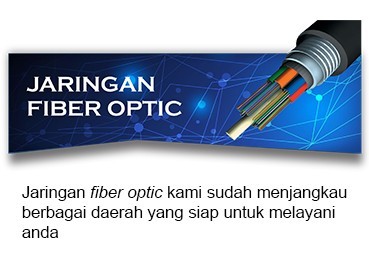 JARINGAN
FIBER OPTIC
Jaringan fiber optic kami sudah menjangkau
berbagai daerah yang siap untuk melayani
anda